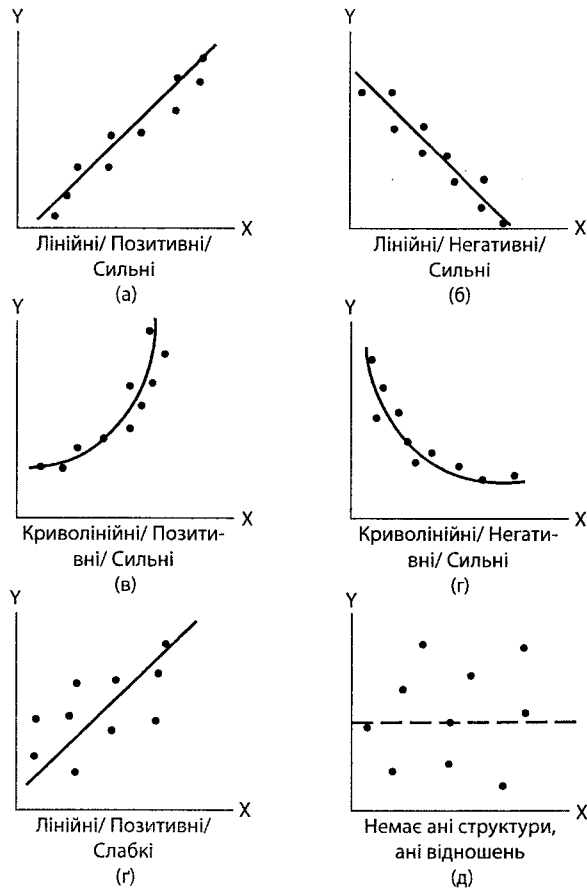 Y
X
Лінійні/ Позитивні/
Сильні
(а)
Y
X
Лінійні/ Негативні/
Сильні
(б)
Y
X
Криволінійні/ Позити-
вні/ Сильні
(в)
Y
X
Криволінійні/ Негати-
вні/ Сильні
(г)
Y
X
Лінійні/ Позитивні/
Слабкі
(ґ)
Y
X
Немає ані структури,
ані відношень
(д)